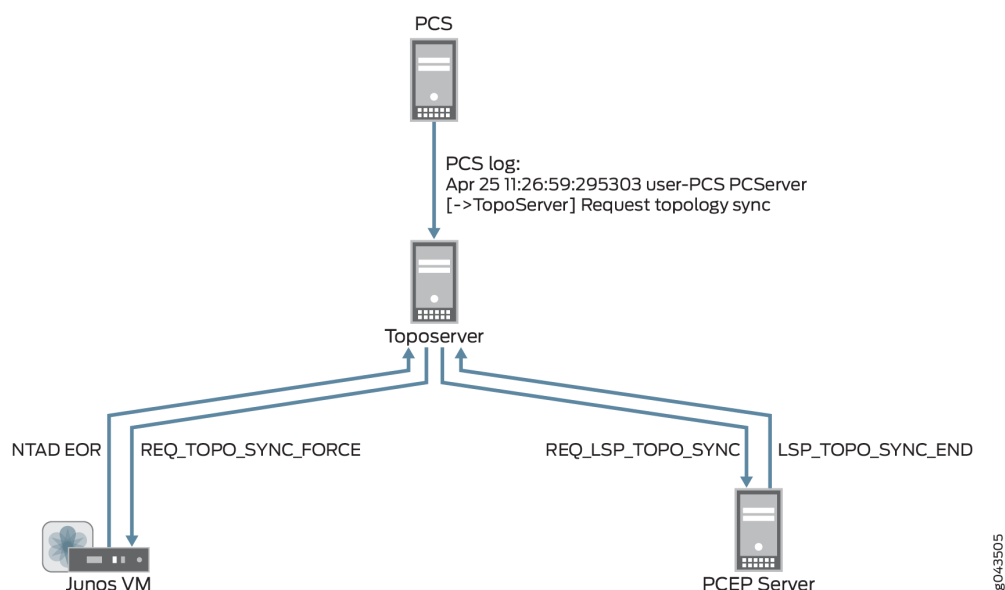 PCS
PCS log:
Apr 25 11:26:59:295303 user-PCS PCServer
[->TopoServer] Request topology sync
Toposerver
NTAD EOR
REQ_TOPO_SYNC_FORCE
REQ_LSP_TOPO_SYNC
LSP_TOPO_SYNC_END
Junos VM
PCEP Server
g043505